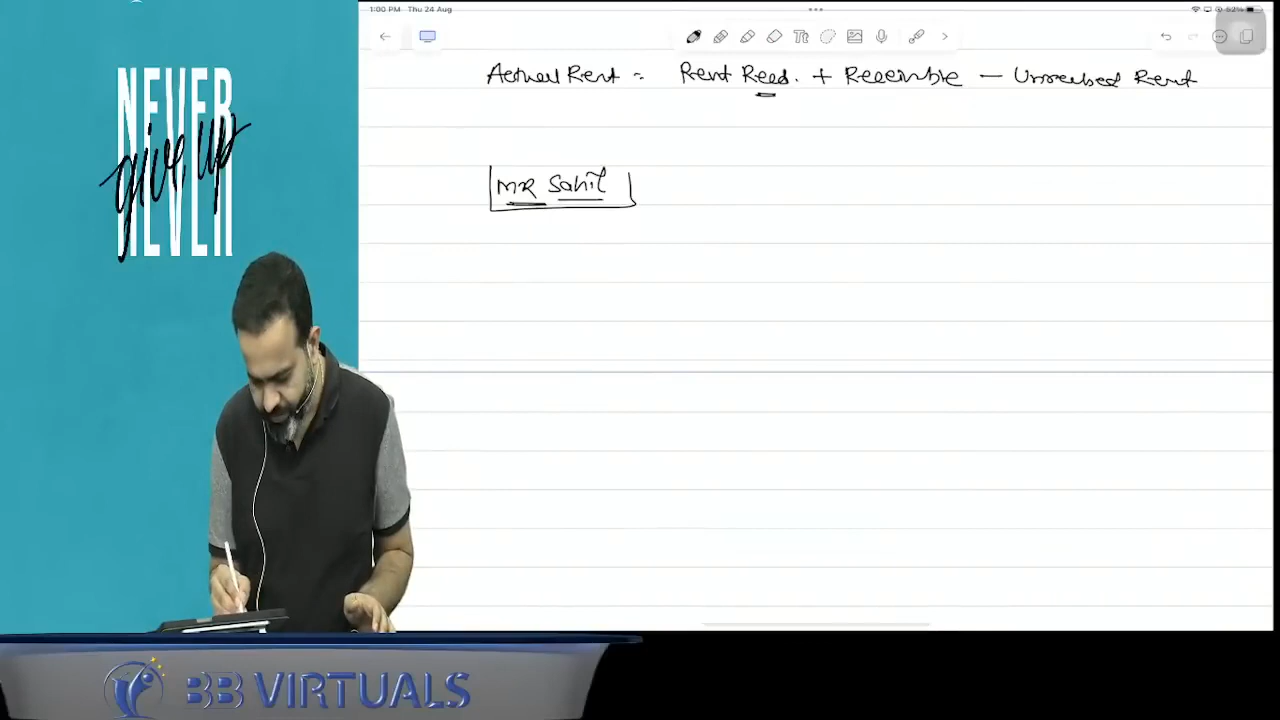 1:00 PM Thu 24 Aug
52%
Actual Rent = Rent Recd. + Receivable - Unrealised Rent
NEVER
give up
NEVER
MR Sahil
BB VIRTUALS